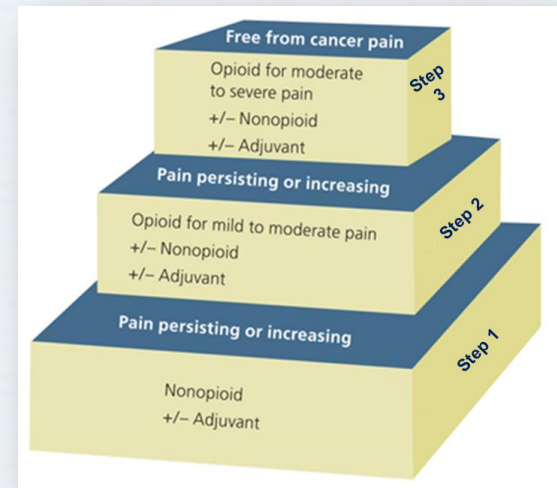 Free from cancer pain
Opioid for moderate
to severe pain
+/– Nonopioid
+/– Adjuvant
Step
3
Pain persisting or increasing
Opioid for mild to moderate pain
+/– Nonopioid
+/– Adjuvant
Step 2
Pain persisting or increasing
Nonopioid
+/– Adjuvant
Step 1